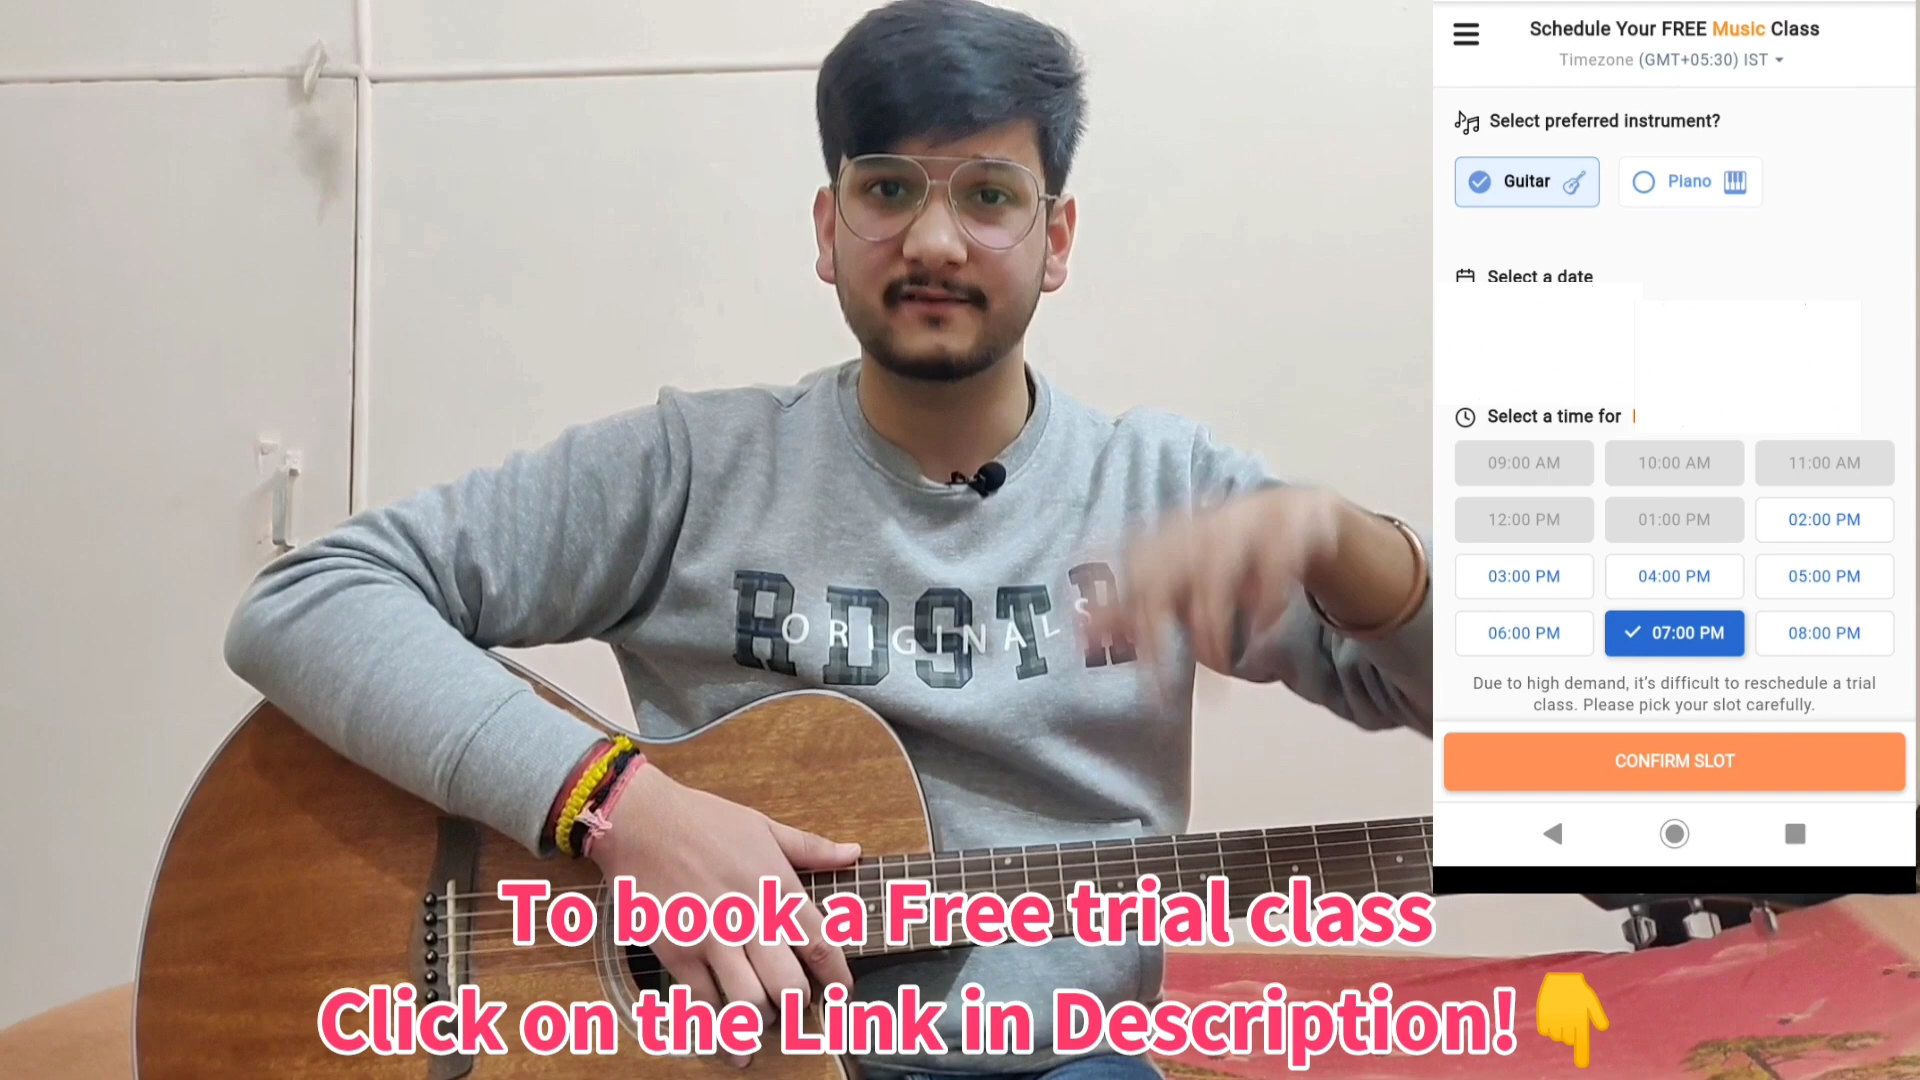 Schedule Your FREE Music Class
Timezone (GMT+05:30) IST
Select preferred instrument?
Guitar
Piano
Select a date
Select a time for
09:00 AM
10:00 AM
11:00 AM
12:00 PM
01:00 PM
02:00 PM
03:00 PM
04:00 PM
05:00 PM
06:00 PM
07:00 PM
08:00 PM
Due to high demand, it's difficult to reschedule a trial
class. Please pick your slot carefully.
CONFIRM SLOT
RDSTR
ORIGINALS
To book a Free trial class
Click on the Link in Description!